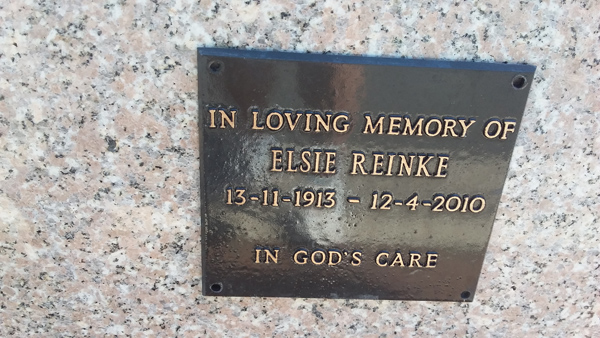 IN LOVING MEMORY OF
ELSIE REINKE
13-11-1913 - 12-4-2010
IN GOD'S CARE